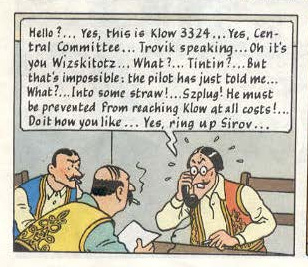 Hello?... Yes, this is Klow 3324... Yes, Cen-
tral Committee... Trovik speaking... Oh it's
you Wizskitotz... What?... Tintin?... But
that's impossible: the pilot has just told me...
What?... Into some straw!... Szplug! He must
be prevented from reaching Klow at all costs!...
Do it how you like... Yes, ring up Sirov...